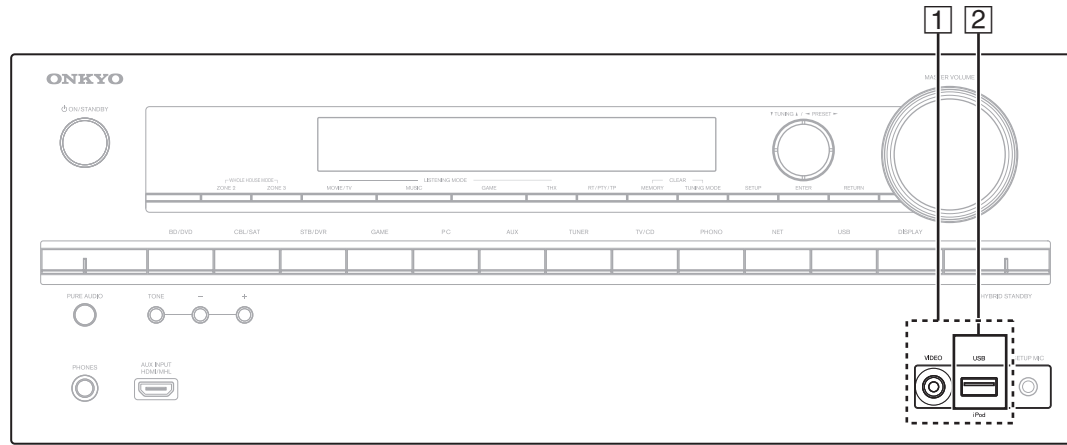 1 2
ONKYO
MASTER VOLUME
ON/STANDBY
TUNING / PRESET
WHOLE HOUSE MODE
LISTENING MODE
CLEAR
ZONE 2 ZONE 3 MOVIE/TV MUSIC GAME THX RT/PTY/TP MEMORY TUNING MODE SETUP ENTER RETURN
BD/DVD CBL/SAT STB/DVR GAME PC AUX TUNER TV/CD PHONO NET USB DISPLAY
PURE AUDIO TONE − + HYBRID STANDBY
VIDEO USB SETUP MIC
PHONES AUX INPUT
HDMI/MHL
iPod